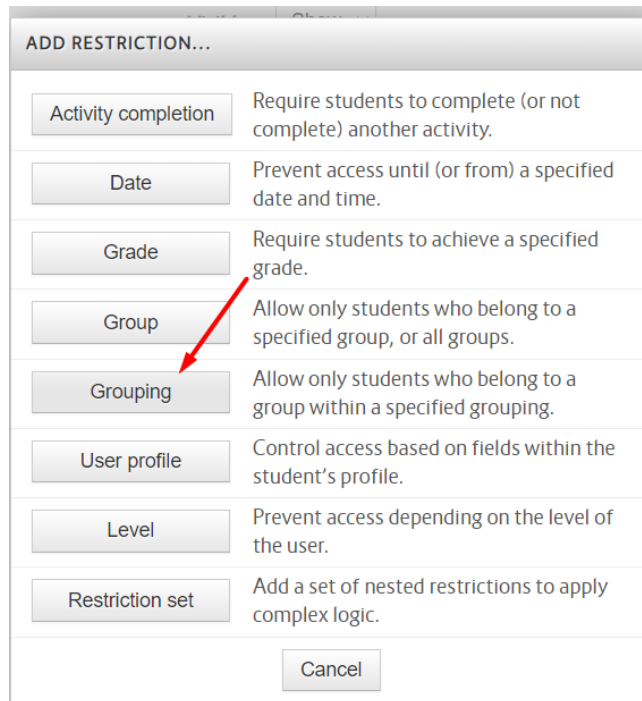 ADD RESTRICTION...
Activity completion
Require students to complete (or not
complete) another activity.
Date
Prevent access until (or from) a specified
date and time.
Grade
Require students to achieve a specified
grade.
Group
Allow only students who belong to a
specified group, or all groups.
Grouping
Allow only students who belong to a
group within a specified grouping.
User profile
Control access based on fields within the
student's profile.
Level
Prevent access depending on the level of
the user.
Restriction set
Add a set of nested restrictions to apply
complex logic.
Cancel